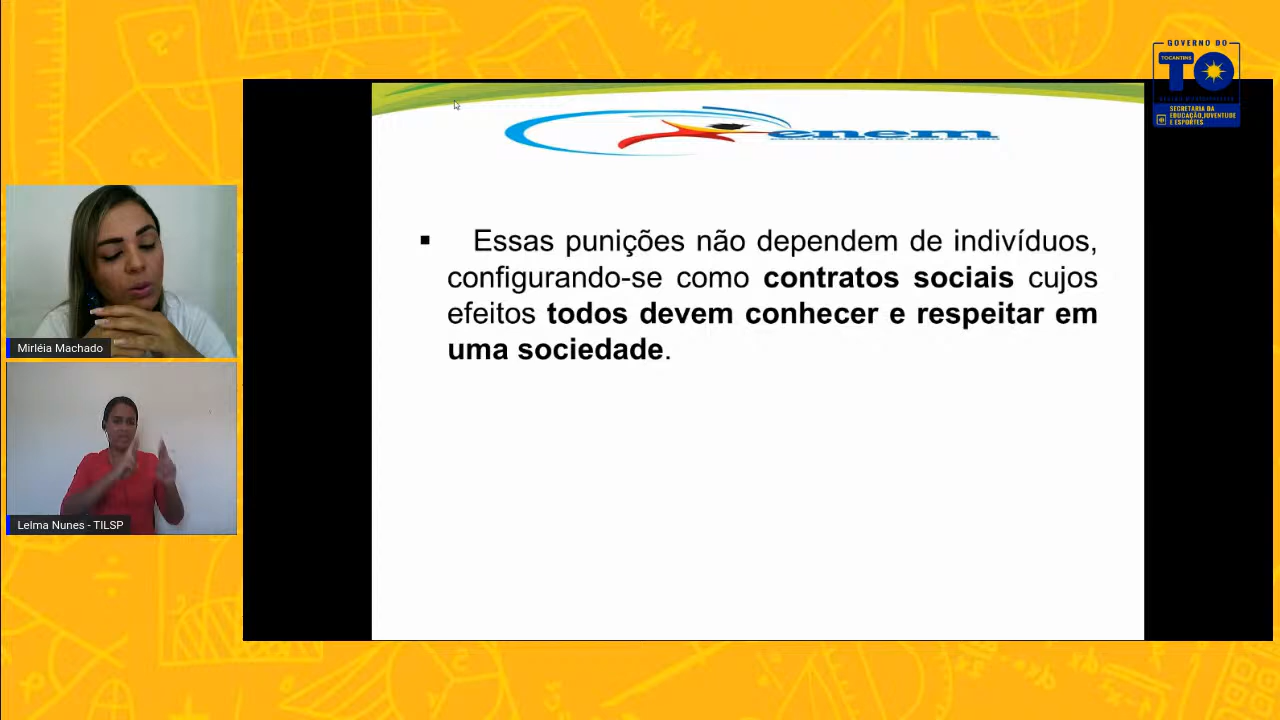 GOVERNO DO
TOCANTINS
TO
SECRETARIA DA
EDUCAÇÃO, JUVENTUDE
E ESPORTES
enem
▪ Essas punições não dependem de indivíduos,
configurando-se como contratos sociais cujos
efeitos todos devem conhecer e respeitar em
uma sociedade.
Mirléia Machado
Lelma Nunes - TILSP